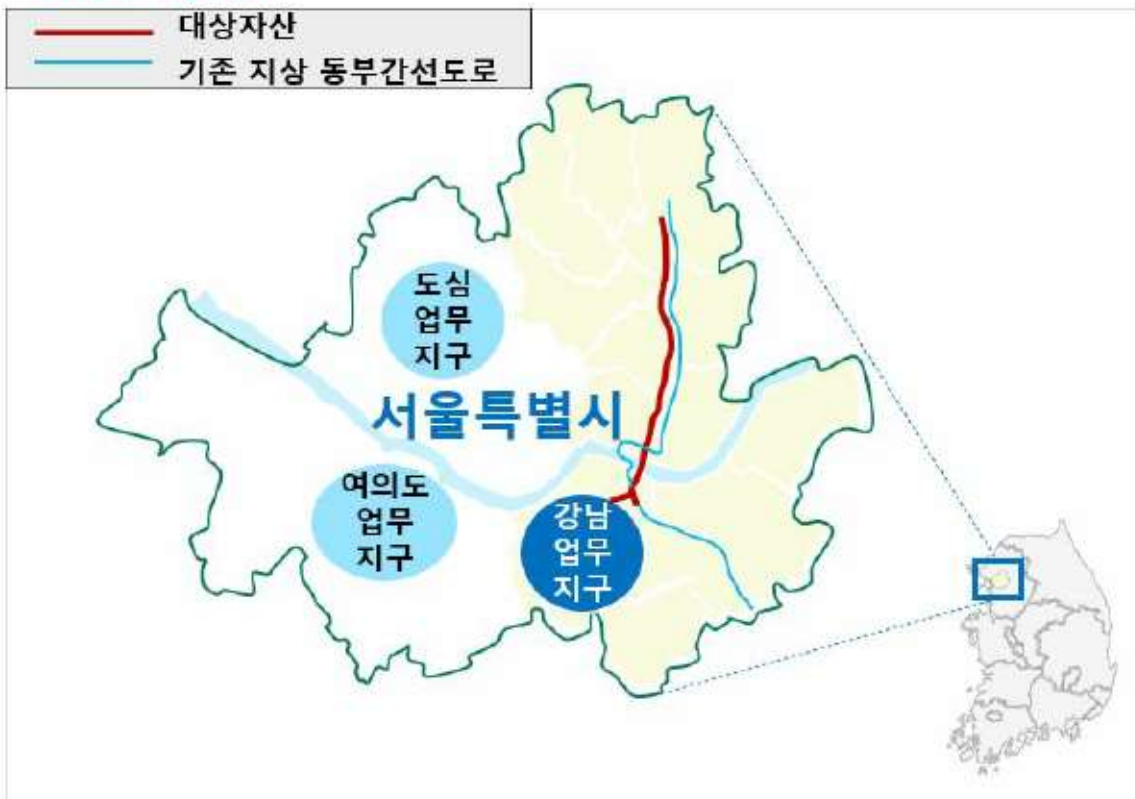 대상자산
기존 지상 동부간선도로
도심
업무
지구
서울특별시
여의도
업무
지구
강남
업무
지구